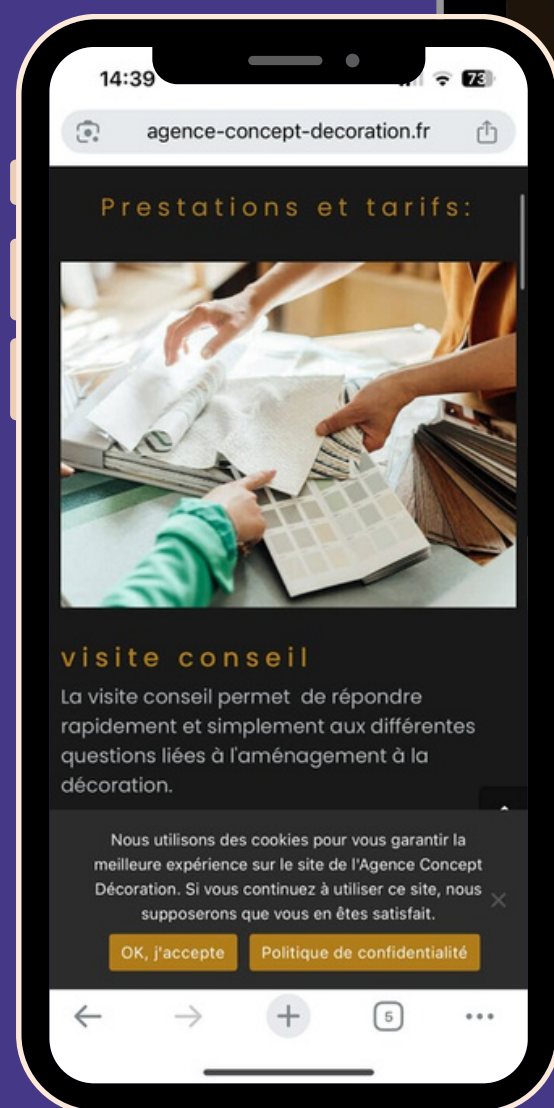 14:39
73
agence-concept-decoration.fr
Prestations et tarifs:
visite conseil
La visite conseil permet de répondre
rapidement et simplement aux différentes
questions liées à l'aménagement à la
décoration.
Nous utilisons des cookies pour vous garantir la
meilleure expérience sur le site de l'Agence Concept
Décoration. Si vous continuez à utiliser ce site, nous
supposerons que vous en êtes satisfait.
OK, j'accepte
Politique de confidentialité
5